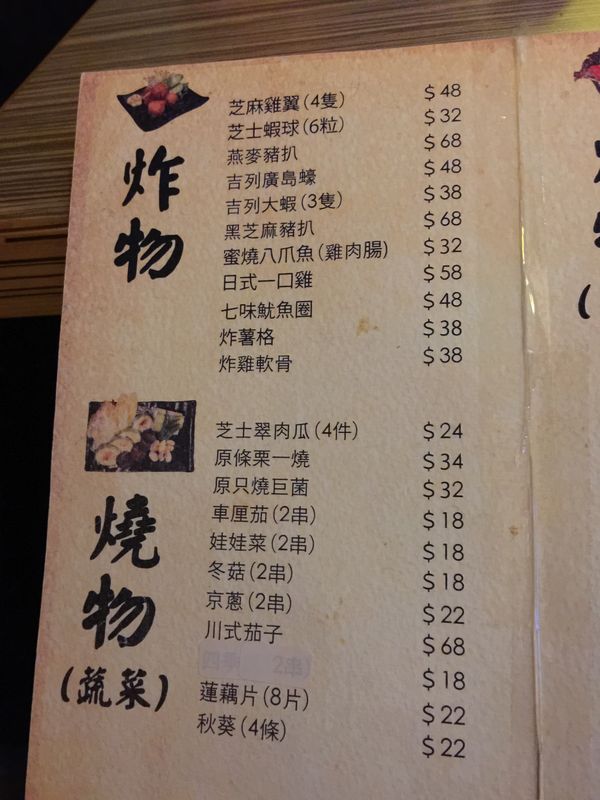 炸物
芝麻雞翼(4隻) $48
芝士蝦球(6粒) $32
燕麥豬扒 $68
吉列廣島蠔 $48
吉列大蝦(3隻) $38
黑芝麻豬扒 $68
蜜燒八爪魚(雞肉腸) $32
日式一口雞 $58
七味魷魚圈 $48
炸薯格 $38
炸雞軟骨 $38
燒物
(蔬菜)
芝士翠肉瓜(4件) $24
原條栗一燒 $34
原只燒巨菌 $32
車厘茄(2串) $18
娃娃菜(2串) $18
冬菇(2串) $18
京蔥(2串) $22
川式茄子 $68
四季 2串) $18
蓮藕片(8片) $22
秋葵(4條) $22